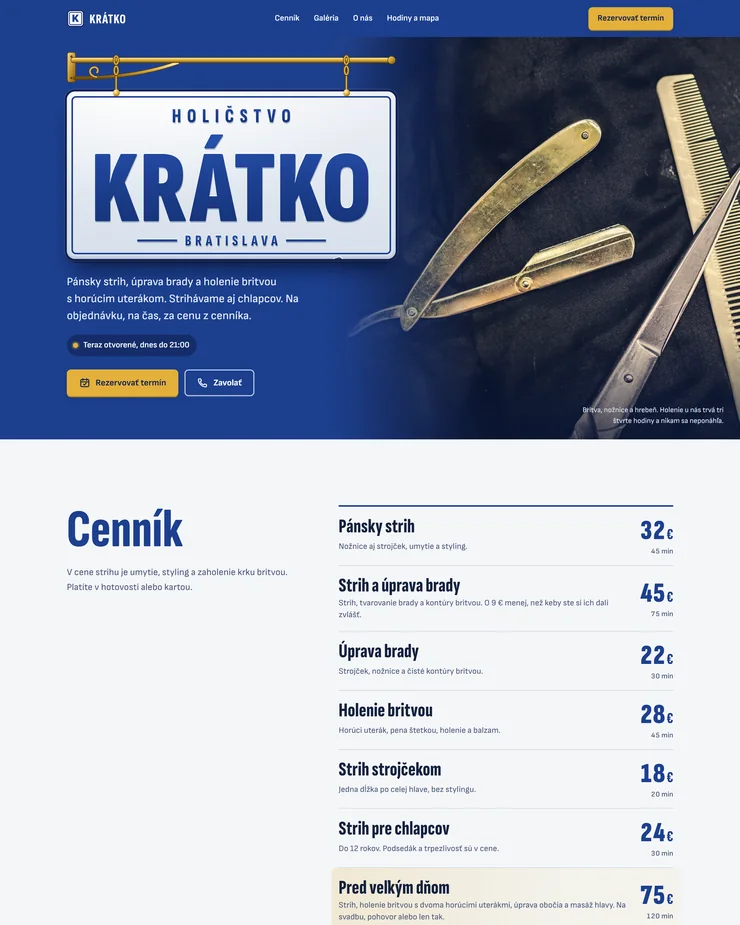 K KRÁTKO
Cenník Galéria O nás Hodiny a mapa
Rezervovať termín
HOLIČSTVO
KRÁTKO
BRATISLAVA
Pánsky strih, úprava brady a holenie britvou
s horúcim uterákom. Strihávame aj chlapcov. Na
objednávku, na čas, za cenu z cenníka.
Teraz otvorené, dnes do 21:00
Rezervovať termín
Zavolať
Britva, nožnice a hrebeň. Holenie u nás trvá tri
štvrte hodiny a nikam sa neponáhľa.
Cenník
V cene strihu je umytie, styling a zaholenie krku britvou.
Platíte v hotovosti alebo kartou.
Pánsky strih
32 €
Nožnice aj strojček, umytie a styling.
45 min
Strih a úprava brady
45 €
Strih, tvarovanie brady a kontúry britvou. O 9 € menej, než keby ste si ich dali
zvlášť.
75 min
Úprava brady
22 €
Strojček, nožnice a čisté kontúry britvou.
30 min
Holenie britvou
28 €
Horúci uterák, pena štetkou, holenie a balzam.
45 min
Strih strojčekom
18 €
Jedna dĺžka po celej hlave, bez stylingu.
20 min
Strih pre chlapcov
24 €
Do 12 rokov. Podsedák a trpezlivosť sú v cene.
30 min
Pred veľkým dňom
75 €
Strih, holenie britvou s dvoma horúcimi uterákmi, úprava obočia a masáž hlavy. Na
svadbu, pohovor alebo len tak.
120 min